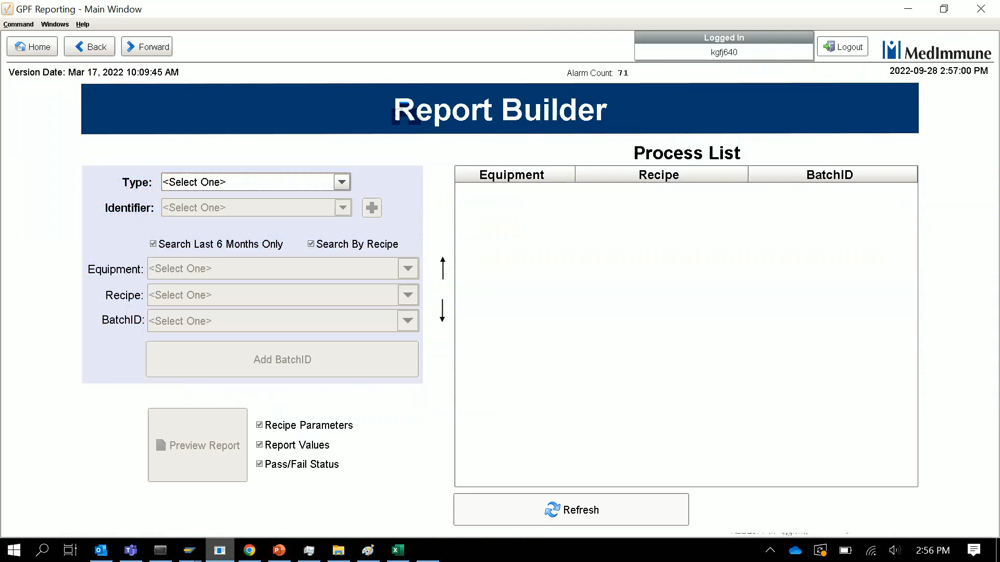 GPF Reporting - Main Window
Command Windows Help
Home Back Forward
Logged In
kgfj640
Logout
MedImmune
Version Date: Mar 17, 2022 10:09:45 AM
Alarm Count: 71
2022-09-28 2:57:00 PM
Report Builder
Process List
Type: <Select One>
Identifier: <Select One>
Search Last 6 Months Only Search By Recipe
Equipment: <Select One>
Recipe: <Select One>
BatchID: <Select One>
Add BatchID
Equipment Recipe BatchID
Preview Report
Recipe Parameters
Report Values
Pass/Fail Status
Refresh
2:56 PM